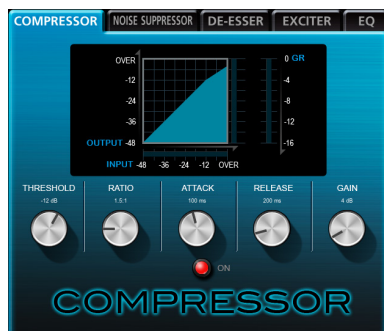 COMPRESSOR NOISE SUPPRESSOR DE-ESSER EXCITER EQ
OVER 0 GR
-12 -4
-24 -8
-36 -12
OUTPUT -48 -16
INPUT -48 -36 -24 -12 OVER
THRESHOLD RATIO ATTACK RELEASE GAIN
-12 dB 1.5:1 100 ms 200 ms 4 dB
ON
COMPRESSOR